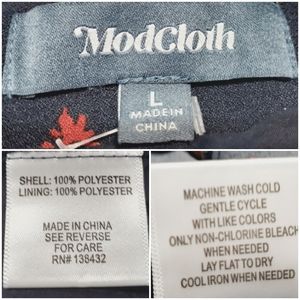 ModCloth
L
MADE IN
CHINA
SHELL: 100% POLYESTER
LINING: 100% POLYESTER
MADE IN CHINA
SEE REVERSE
FOR CARE
RN# 138432
MACHINE WASH COLD
GENTLE CYCLE
WITH LIKE COLORS
ONLY NON-CHLORINE BLEACH
WHEN NEEDED
LAY FLAT TO DRY
COOL IRON WHEN NEEDED